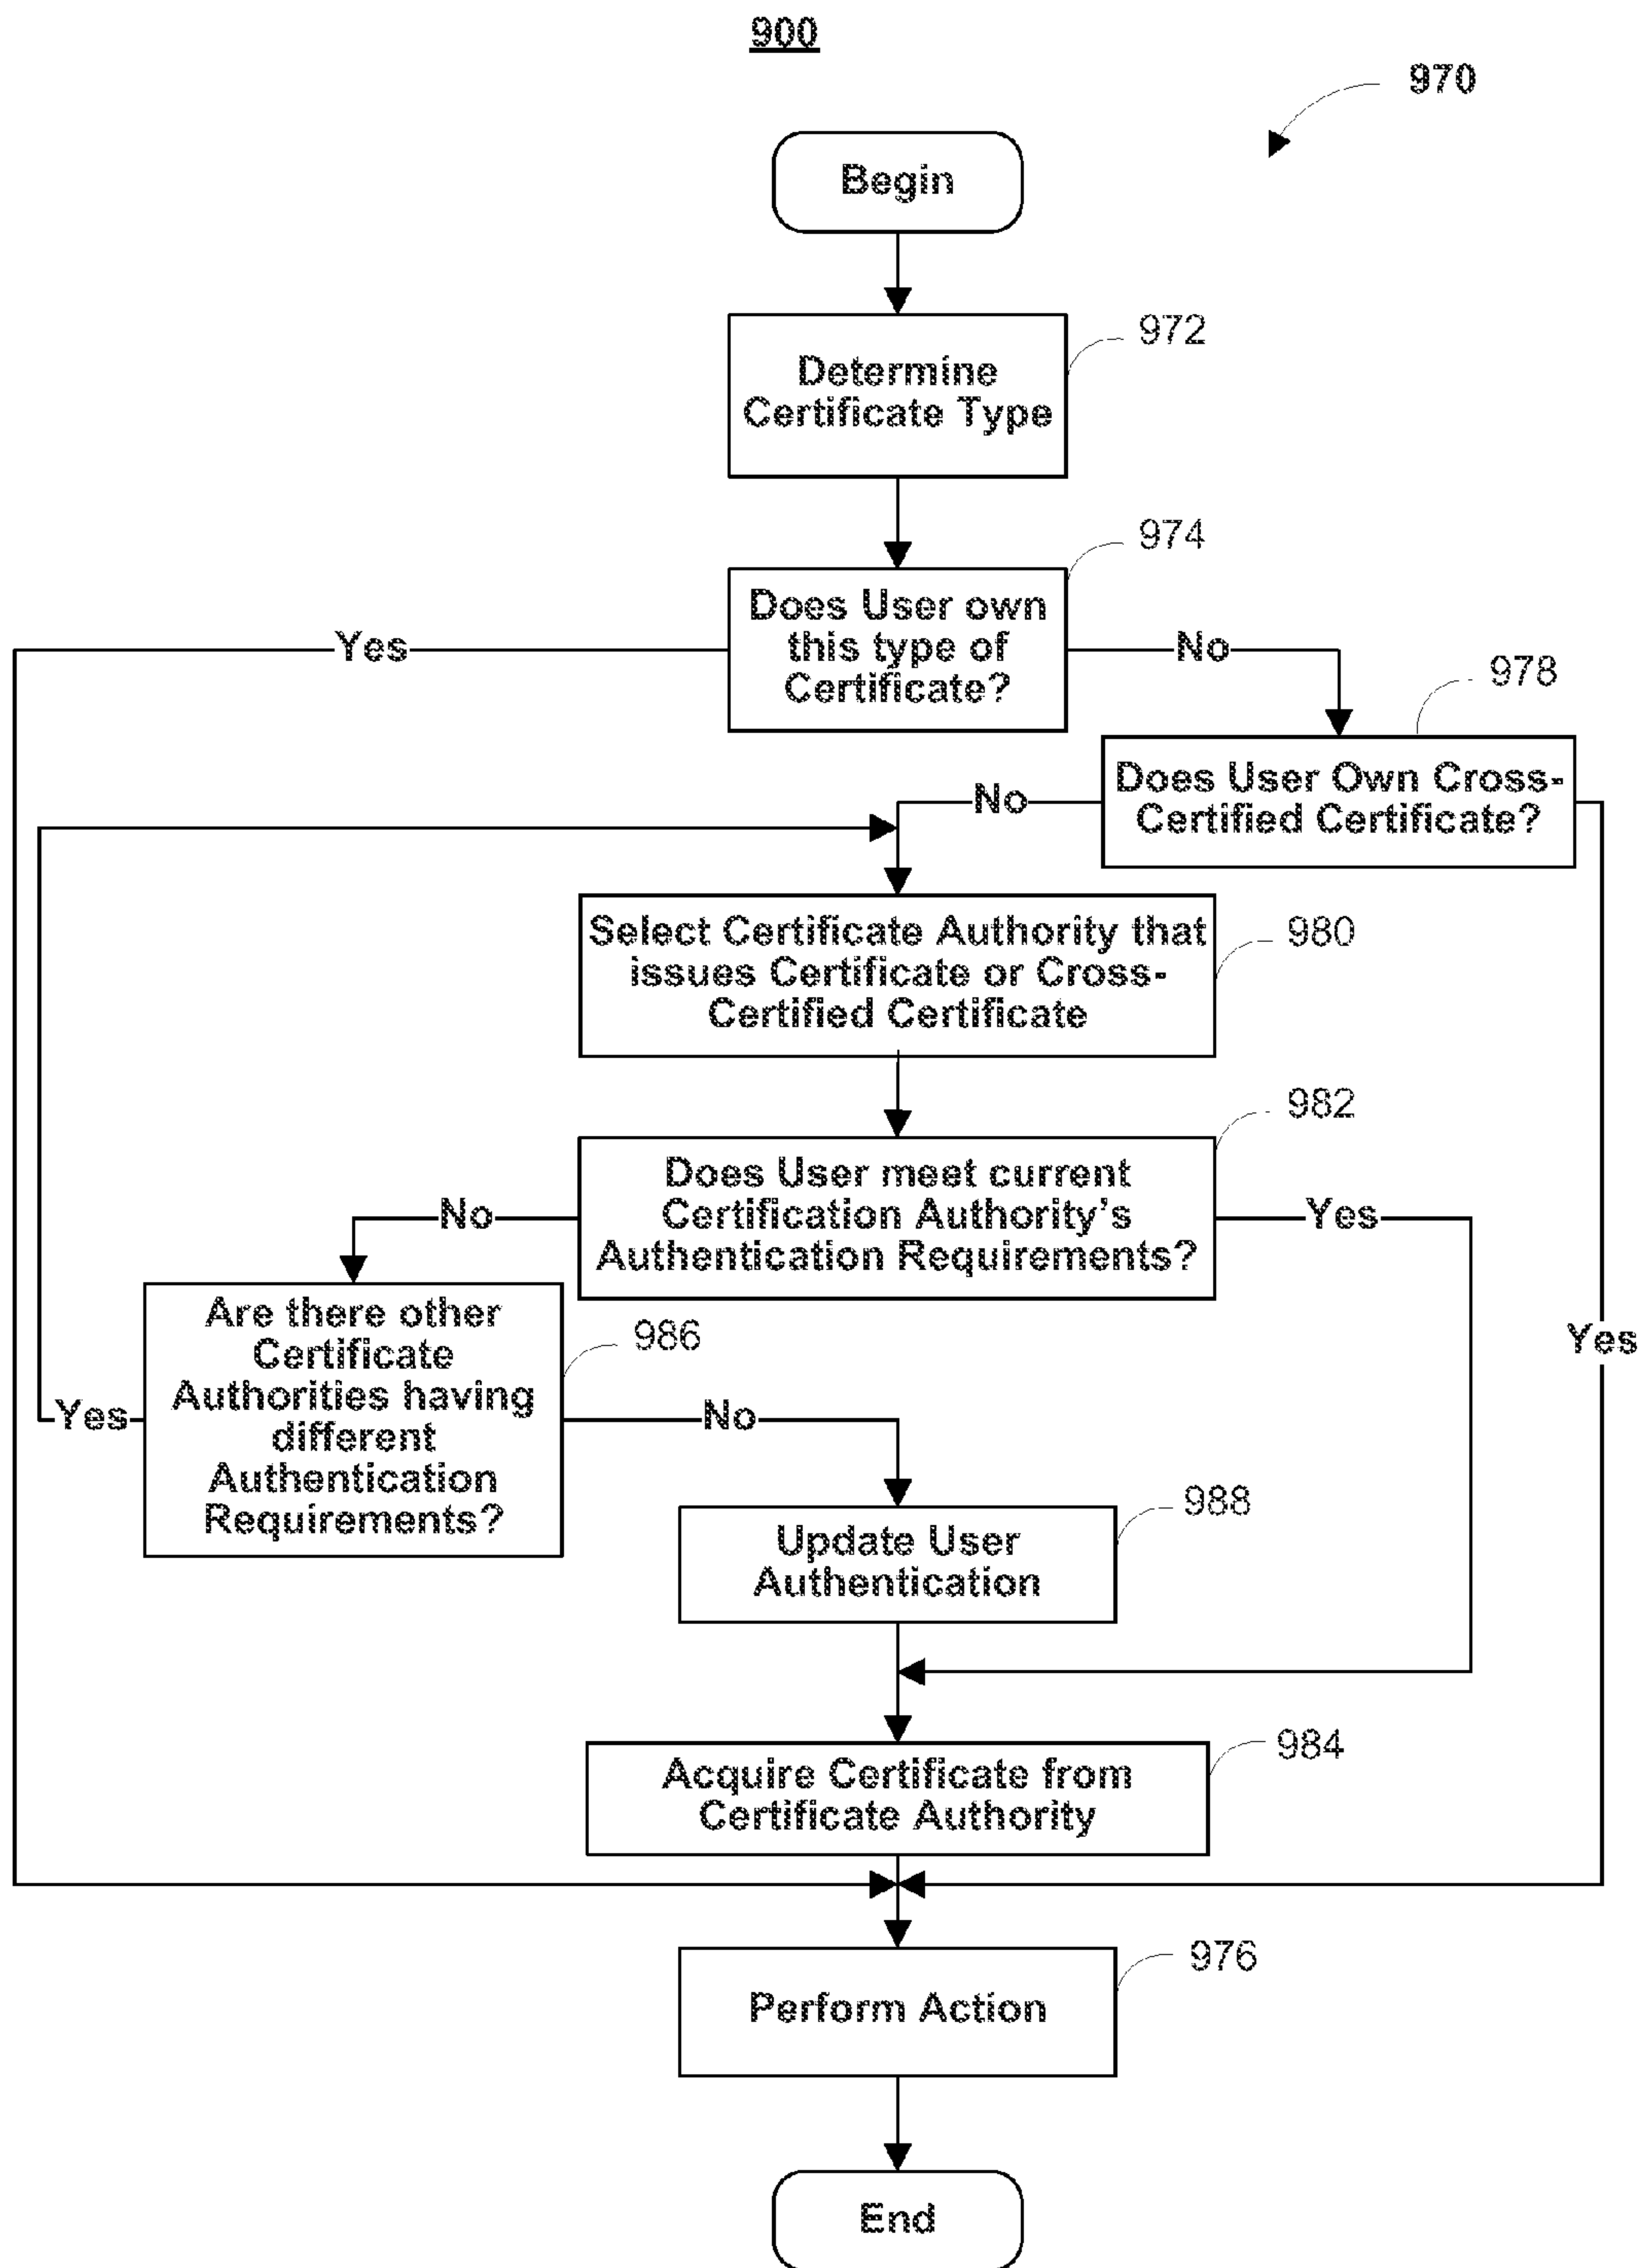 900
970
Begin
972
Determine
Certificate Type
974
Does User own
this type of
Certificate?
Yes
No
978
Does User Own Cross-
Certified Certificate?
No
Yes
980
Select Certificate Authority that
issues Certificate or Cross-
Certified Certificate
982
Does User meet current
Certification Authority's
Authentication Requirements?
No
Yes
Are there other
Certificate
Authorities having
different
Authentication
Requirements?
986
Yes
No
988
Update User
Authentication
984
Acquire Certificate from
Certificate Authority
976
Perform Action
End